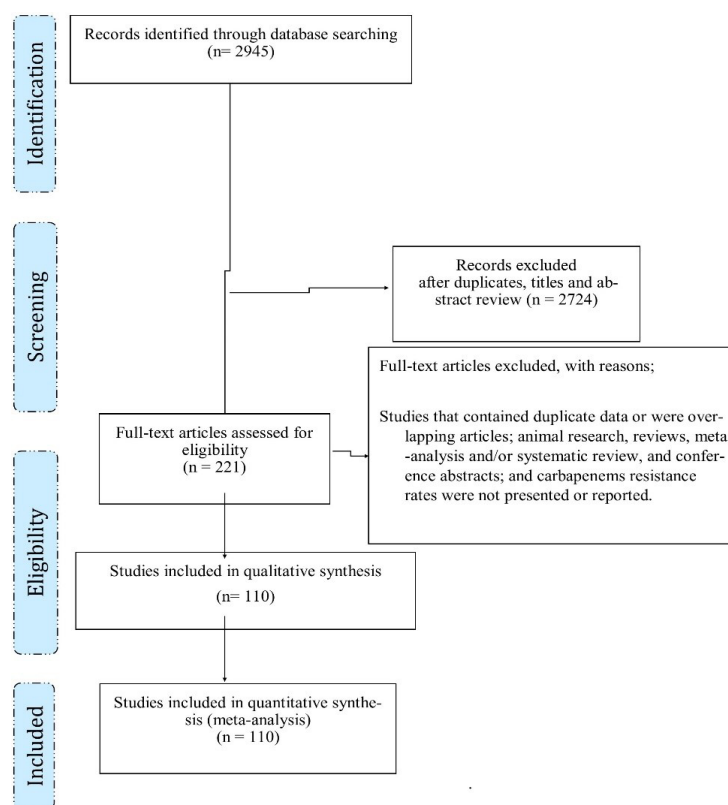 Identification
Records identified through database searching
(n= 2945)
Screening
Records excluded
after duplicates, titles and ab-
stract review (n = 2724)
Full-text articles excluded, with reasons;
Studies that contained duplicate data or were over-
lapping articles; animal research, reviews, meta
-analysis and/or systematic review, and confer-
ence abstracts; and carbapenems resistance
rates were not presented or reported.
Full-text articles assessed for
eligibility
(n = 221)
Eligibility
Studies included in qualitative synthesis
(n= 110)
Included
Studies included in quantitative synthe-
sis (meta-analysis)
(n = 110)
.